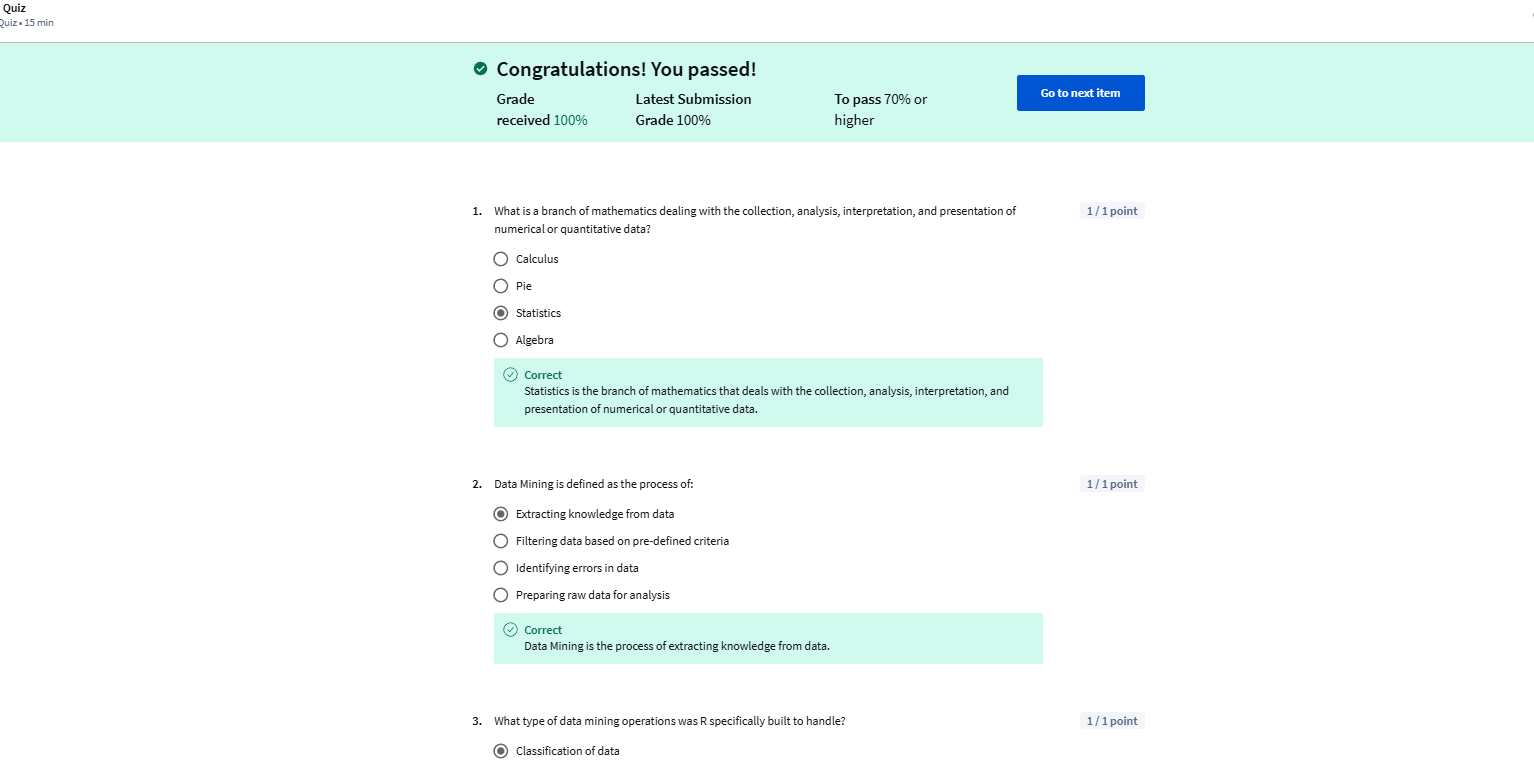 Quiz
Quiz • 15 min
Congratulations! You passed!
Grade received 100%
Latest Submission Grade 100%
To pass 70% or higher
Go to next item
1. What is a branch of mathematics dealing with the collection, analysis, interpretation, and presentation of
numerical or quantitative data?
1 / 1 point
Calculus
Pie
Statistics
Algebra
Correct
Statistics is the branch of mathematics that deals with the collection, analysis, interpretation, and
presentation of numerical or quantitative data.
2. Data Mining is defined as the process of:
1 / 1 point
Extracting knowledge from data
Filtering data based on pre-defined criteria
Identifying errors in data
Preparing raw data for analysis
Correct
Data Mining is the process of extracting knowledge from data.
3. What type of data mining operations was R specifically built to handle?
1 / 1 point
Classification of data